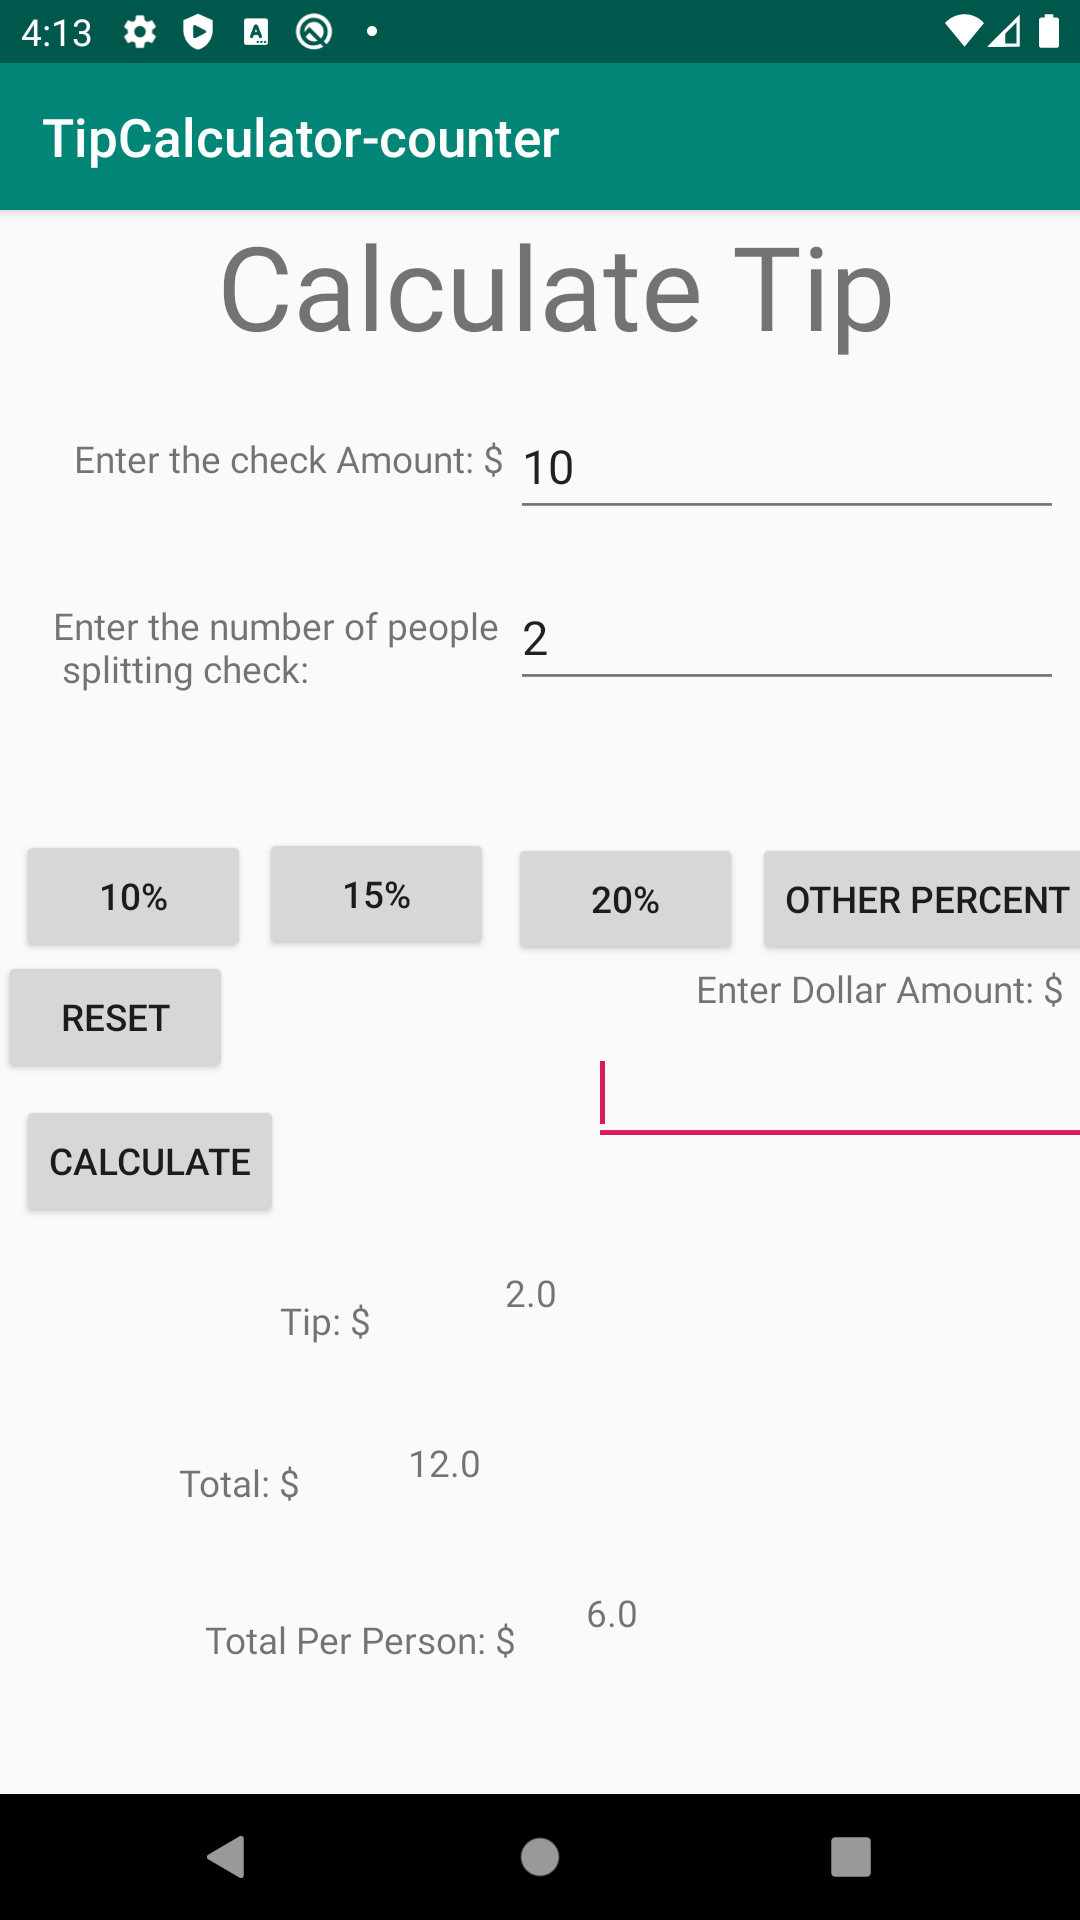 4:13
TipCalculator-counter
Calculate Tip
Enter the check Amount: $ 10
Enter the number of people
splitting check:
2
10% 15% 20% OTHER PERCENT
RESET
Enter Dollar Amount: $
CALCULATE
Tip: $ 2.0
Total: $ 12.0
Total Per Person: $ 6.0